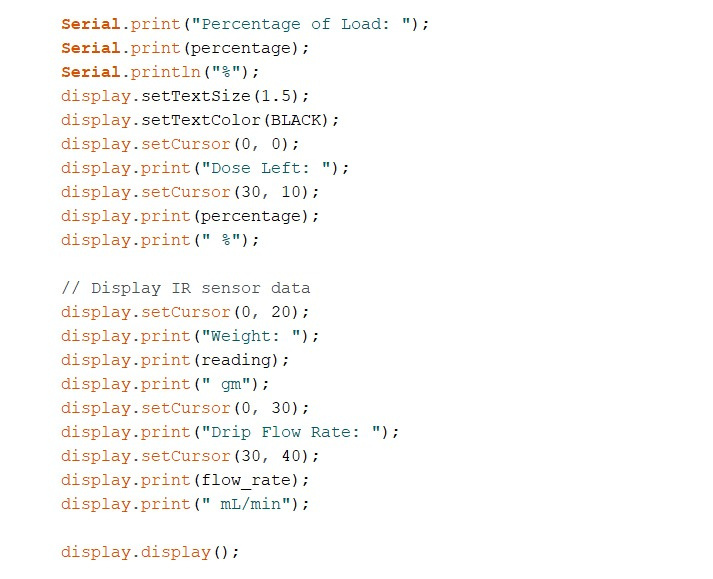 Serial.print("Percentage of Load: ");
Serial.print(percentage);
Serial.println("%");
display.setTextSize(1.5);
display.setTextColor(BLACK);
display.setCursor(0, 0);
display.print("Dose Left: ");
display.setCursor(30, 10);
display.print(percentage);
display.print(" %");

// Display IR sensor data
display.setCursor(0, 20);
display.print("Weight: ");
display.print(reading);
display.print(" gm");
display.setCursor(0, 30);
display.print("Drip Flow Rate: ");
display.setCursor(30, 40);
display.print(flow_rate);
display.print(" mL/min");

display.display();